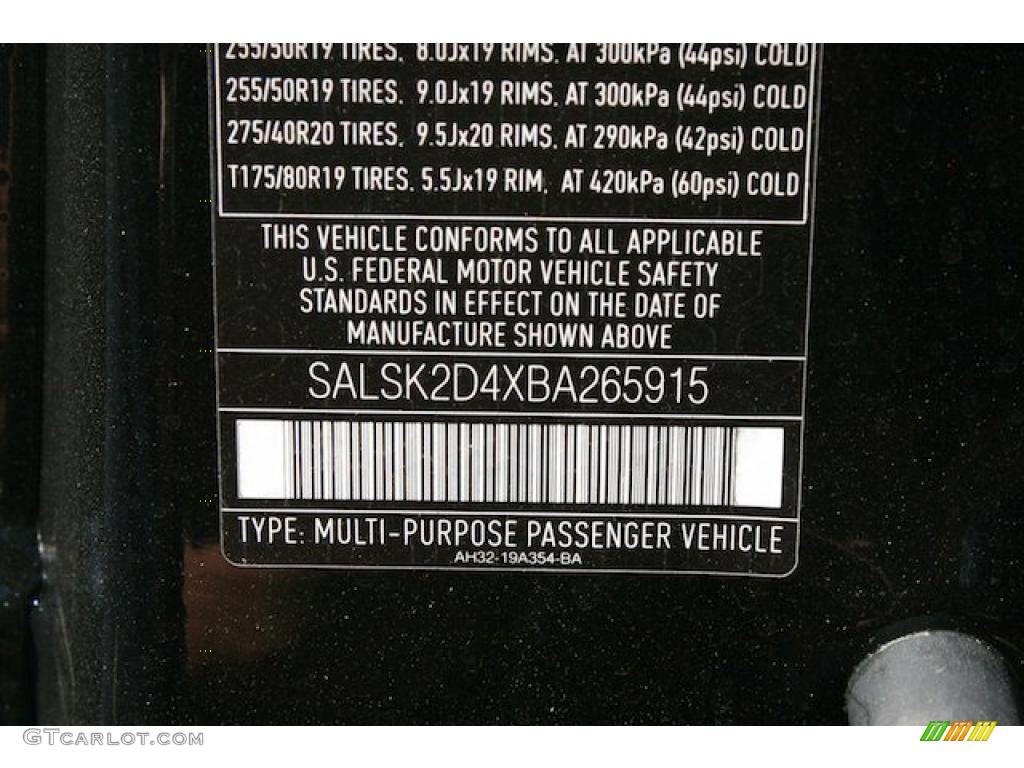 255/50R19 TIRES. 8.0Jx19 RIMS. AT 300kPa (44psi) COLD
255/50R19 TIRES. 9.0Jx19 RIMS. AT 300kPa (44psi) COLD
275/40R20 TIRES. 9.5Jx20 RIMS. AT 290kPa (42psi) COLD
T175/80R19 TIRES. 5.5Jx19 RIM. AT 420kPa (60psi) COLD
THIS VEHICLE CONFORMS TO ALL APPLICABLE
U.S. FEDERAL MOTOR VEHICLE SAFETY
STANDARDS IN EFFECT ON THE DATE OF
MANUFACTURE SHOWN ABOVE
SALSK2D4XBA265915
TYPE: MULTI-PURPOSE PASSENGER VEHICLE
AH32-19A354-BA
GTCARLOT.COM